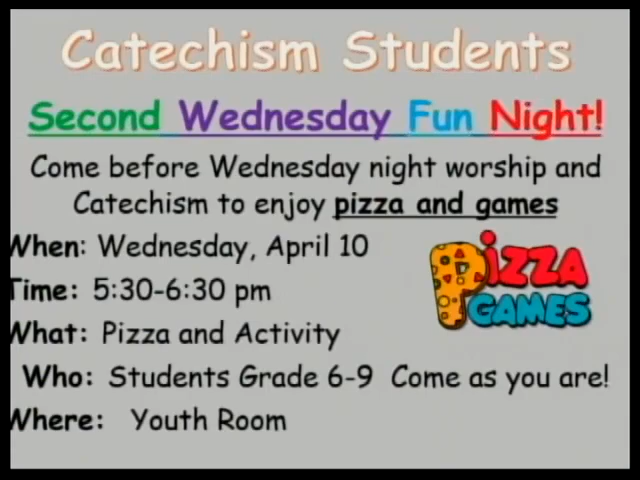 Catechism Students
Second Wednesday Fun Night!
Come before Wednesday night worship and
Catechism to enjoy pizza and games
When: Wednesday, April 10
Time: 5:30-6:30 pm
What: Pizza and Activity
Who: Students Grade 6-9 Come as you are!
Where: Youth Room
PiZZA
GAMES